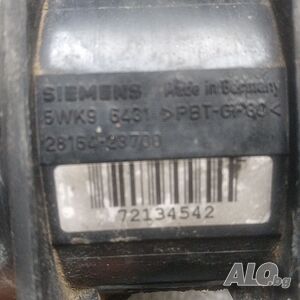 SIEMENS Made in Germany
5WK9 6431 >PBT-GF30<
28164-23700
72134542
F
ALO.bg